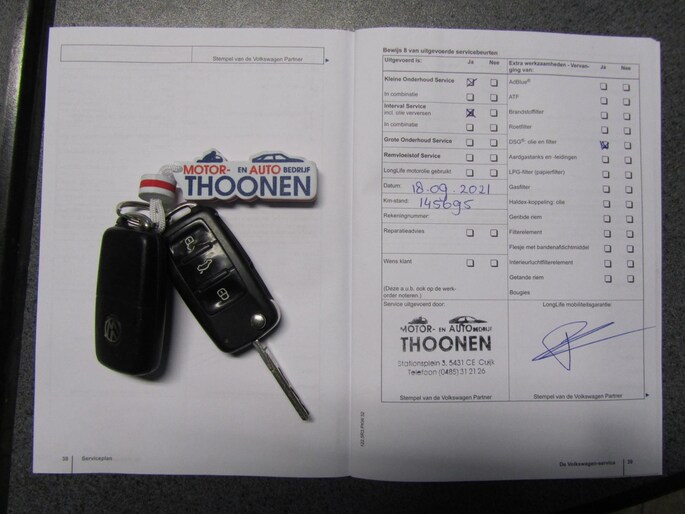 Stempel van de Volkswagen Partner
MOTOR- EN AUTO BEDRIJF
THOONEN
38 Serviceplan
Bewijs 8 van uitgevoerde servicebeurten
Uitgevoerd is: Ja Nee
Kleine Onderhoud Service
In combinatie
Interval Service
incl. olie verversen
In combinatie
Grote Onderhoud Service
Remvloeistof Service
LongLife motorolie gebruikt
Datum: 18.09.2021
Km-stand: 145695
Rekeningnummer:
Reparatieadvies
Wens klant
(Deze a.u.b. ook op de werk-
order noteren.)
Extra werkzaamheden - Vervan-
ging van: Ja Nee
AdBlue®
ATF
Brandstoffilter
Roetfilter
DSG®: olie en filter
Aardgastanks en -leidingen
LPG-filter (papierfilter)
Gasfilter
Haldex-koppeling: olie
Geribde riem
Filterelement
Flesje met bandenafdichtmiddel
Interieurluchtfilterelement
Getande riem
Bougies
Service uitgevoerd door:
MOTOR- EN AUTO BEDRIJF
THOONEN
Stationsplein 3, 5431 CE Cuijk
Telefoon (0485) 31 21 26
Stempel van de Volkswagen Partner
LongLife mobiliteitsgarantie:
Stempel van de Volkswagen Partner
De Volkswagen-service 39